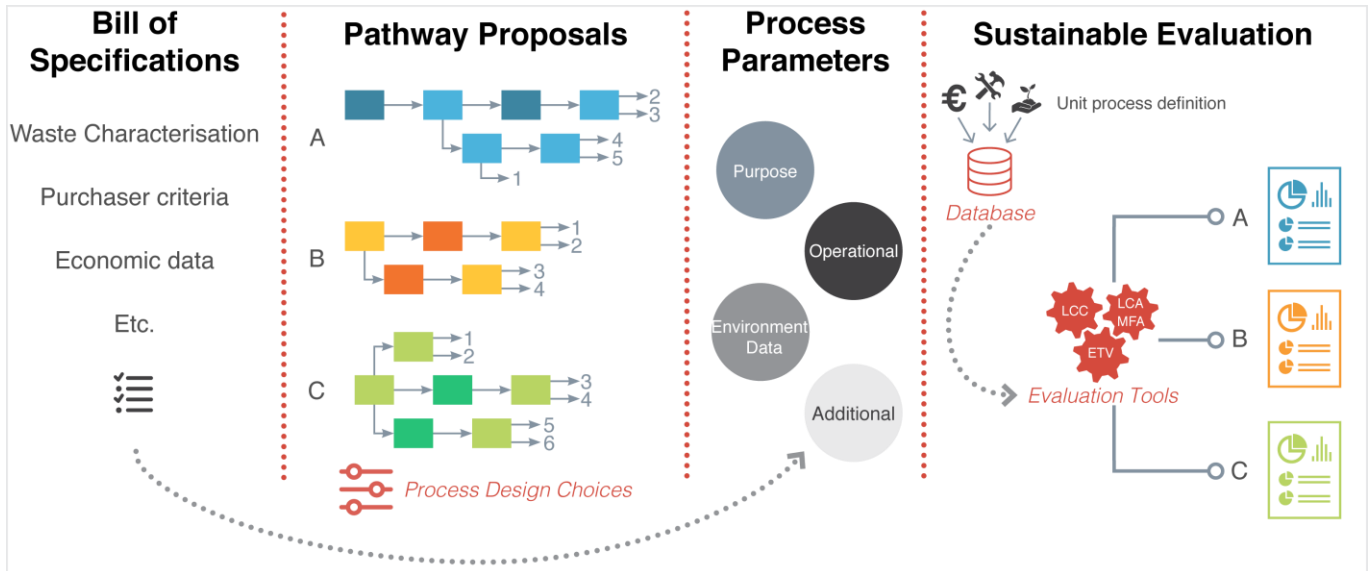 Bill of
Specifications
Waste Characterisation
Purchaser criteria
Economic data
Etc.
Pathway Proposals
A
2
3
4
5
1
B
1
2
3
4
C
1
2
3
4
5
6
Process Design Choices
Process
Parameters
Purpose
Operational
Environment
Data
Additional
Sustainable Evaluation
€
Unit process definition
Database
LCC
LCA
MFA
ETV
Evaluation Tools
A
B
C